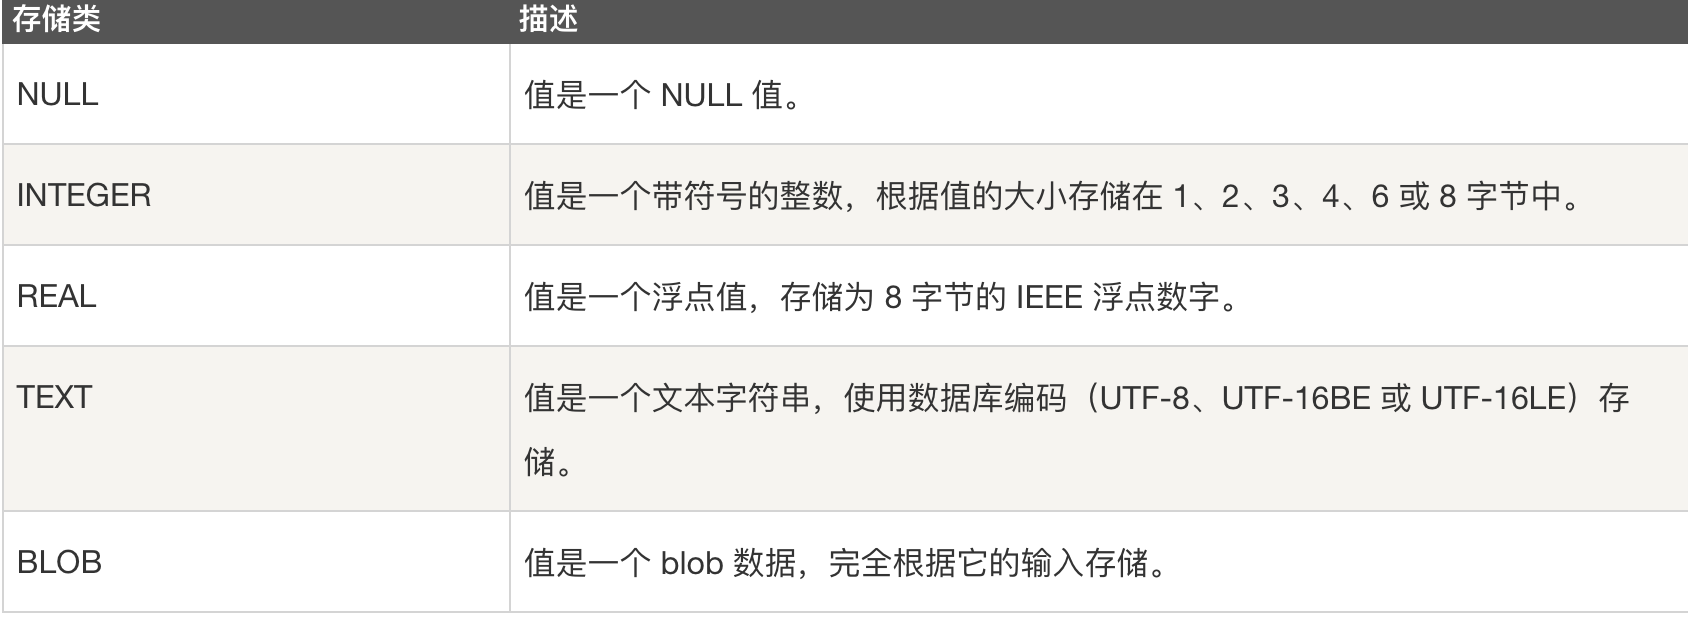 存储类 描述
NULL 值是一个 NULL 值。
INTEGER 值是一个带符号的整数，根据值的大小存储在 1、2、3、4、6 或 8 字节中。
REAL 值是一个浮点值，存储为 8 字节的 IEEE 浮点数字。
TEXT 值是一个文本字符串，使用数据库编码（UTF-8、UTF-16BE 或 UTF-16LE）存
储。
BLOB 值是一个 blob 数据，完全根据它的输入存储。